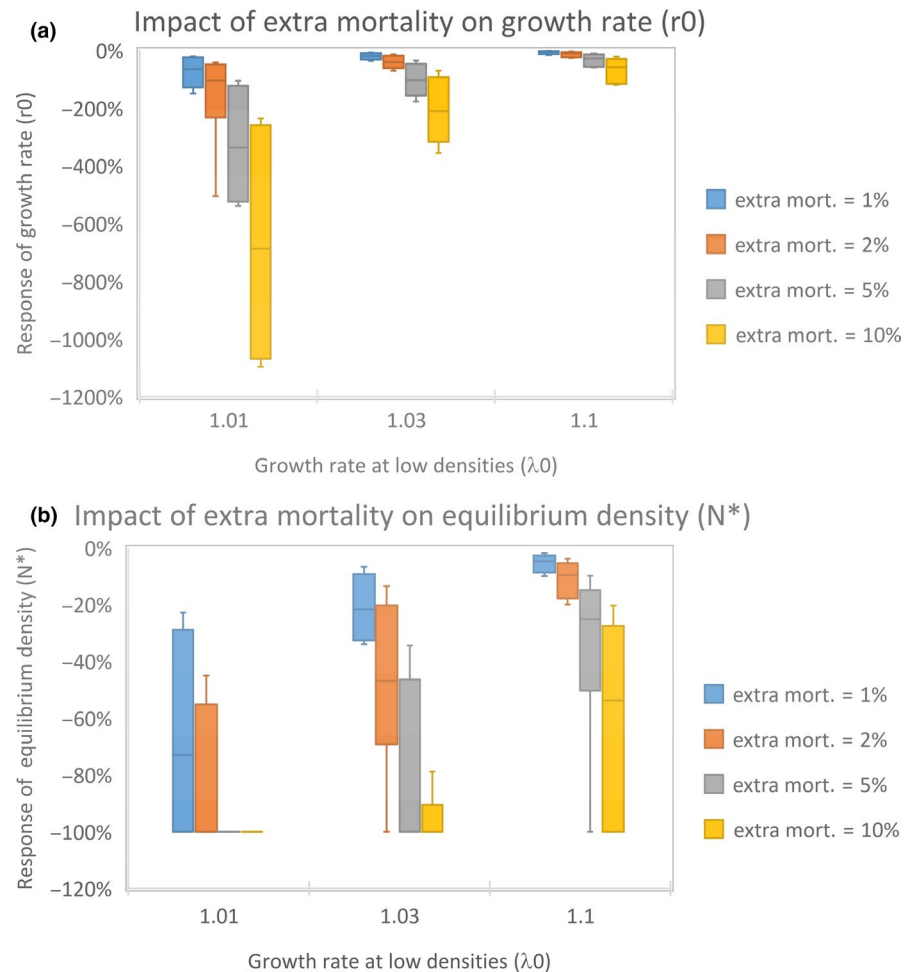 (a) Impact of extra mortality on growth rate (r0)
Response of growth rate (r0)
0%
−200%
−400%
−600%
−800%
−1000%
−1200%
1.01 1.03 1.1
Growth rate at low densities (λ0)
extra mort. = 1%
extra mort. = 2%
extra mort. = 5%
extra mort. = 10%
(b) Impact of extra mortality on equilibrium density (N*)
Response of equilibrium density (N*)
0%
−20%
−40%
−60%
−80%
−100%
−120%
1.01 1.03 1.1
Growth rate at low densities (λ0)
extra mort. = 1%
extra mort. = 2%
extra mort. = 5%
extra mort. = 10%